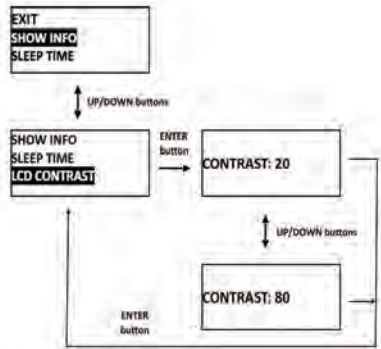 EXIT
SHOW INFO
SLEEP TIME
UP/DOWN buttons
SHOW INFO
SLEEP TIME
LCD CONTRAST
ENTER
button
CONTRAST: 20
UP/DOWN buttons
CONTRAST: 80
ENTER
button